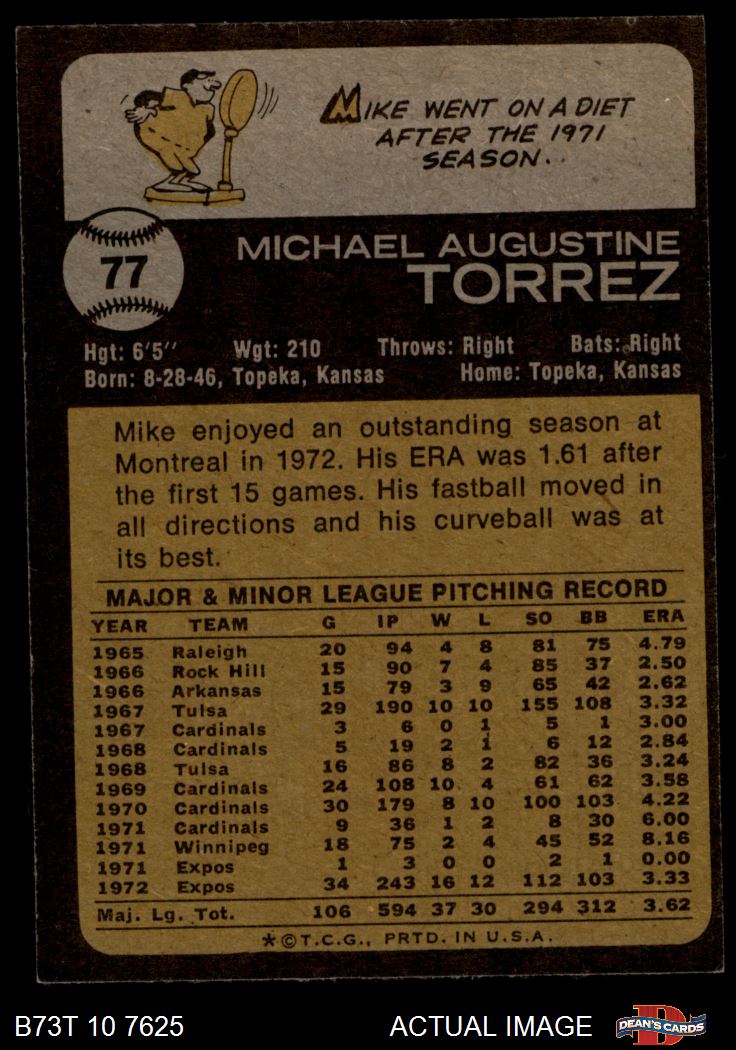 MIKE WENT ON A DIET
AFTER THE 1971
SEASON..
77
MICHAEL AUGUSTINE
TORREZ
Hgt: 6'5" Wgt: 210 Throws: Right Bats: Right
Born: 8-28-46, Topeka, Kansas Home: Topeka, Kansas
Mike enjoyed an outstanding season at
Montreal in 1972. His ERA was 1.61 after
the first 15 games. His fastball moved in
all directions and his curveball was at
its best.
MAJOR & MINOR LEAGUE PITCHING RECORD
YEAR TEAM G IP W L SO BB ERA
1965 Raleigh 20 94 4 8 81 75 4.79
1966 Rock Hill 15 90 7 4 85 37 2.50
1966 Arkansas 15 79 3 9 65 42 2.62
1967 Tulsa 29 190 10 10 155 108 3.32
1967 Cardinals 3 6 0 1 5 1 3.00
1968 Cardinals 5 19 2 1 6 12 2.84
1968 Tulsa 16 86 8 2 82 36 3.24
1969 Cardinals 24 108 10 4 61 62 3.58
1970 Cardinals 30 179 8 10 100 103 4.22
1971 Cardinals 9 36 1 2 8 30 6.00
1971 Winnipeg 18 75 2 4 45 52 8.16
1971 Expos 1 3 0 0 2 1 0.00
1972 Expos 34 243 16 12 112 103 3.33
Maj. Lg. Tot. 106 594 37 30 294 312 3.62
*©T.C.G., PRTD. IN U.S.A.
B73T 10 7625 ACTUAL IMAGE D DEAN'S CARDS